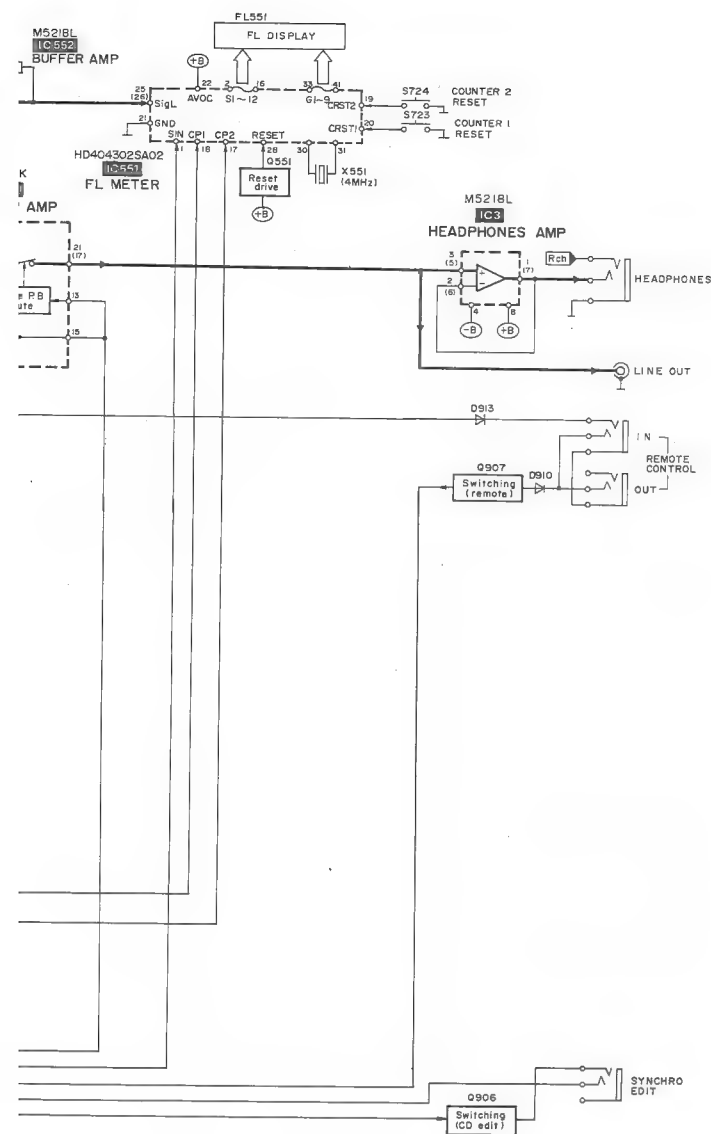 FL551
FL DISPLAY
M5218L
IC552
BUFFER AMP
+B
25
(26)
SigL
22
AVOC
2
16
S1~12
33
41
G1~9
CRST2
19
S724
COUNTER 2
RESET
S723
CRST1
20
COUNTER 1
RESET
21
GND
SIN
CP1
CP2
RESET
1
18
17
28
30
31
HD404302SA02
IC551
FL METER
Q551
Reset
drive
+B
X551
(4MHz)
K
AMP
21
(17)
P.B
13
15
M5218L
IC3
HEADPHONES AMP
3
(5)
+
2
(6)
−
1
(7)
4
8
-B
+B
Rch
HEADPHONES
LINE OUT
D913
IN
REMOTE
CONTROL
OUT
Q907
Switching
(remote)
D910
SYNCHRO
EDIT
Q906
Switching
(CD edit)